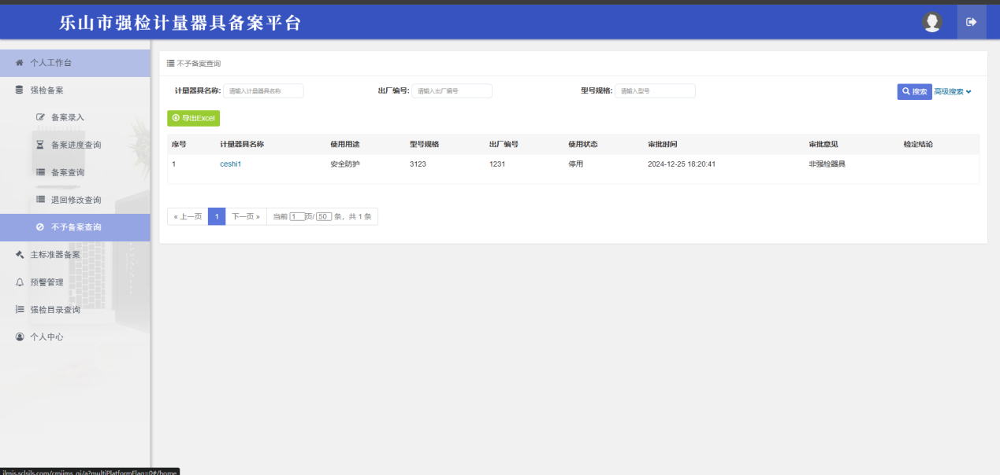 乐山市强检计量器具备案平台
个人工作台
强检备案
备案录入
备案进度查询
备案查询
退回修改查询
不予备案查询
主标准器备案
预警管理
强检目录查询
个人中心
不予备案查询
计量器具名称: 请输入计量器具名称 出厂编号: 请输入出厂编号 型号规格: 请输入型号 搜索 高级搜索
导出Excel
序号 计量器具名称 使用用途 型号规格 出厂编号 使用状态 审批时间 审批意见 检定结论
1 ceshi1 安全防护 3123 1231 停用 2024-12-25 18:20:41 非强检器具
« 上一页 1 下一页 » 当前 1 页/ 50 条，共 1 条